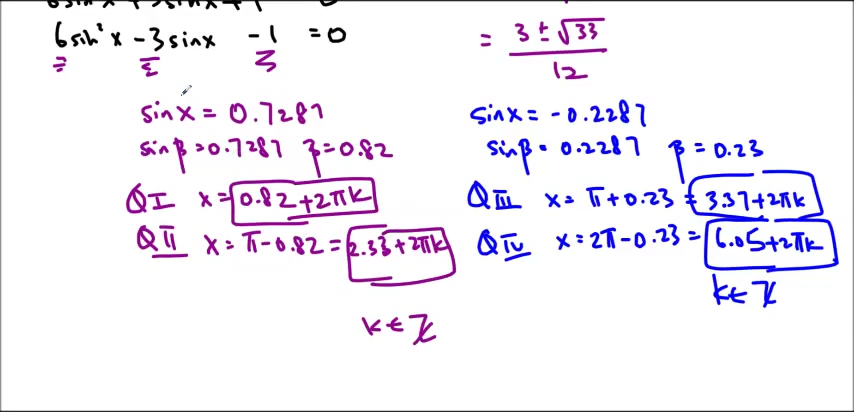 6sin²x - 3sinx - 1 = 0
= 3 ± √33 / 12
sinx = 0.7287
sinβ = 0.7287 β = 0.82
QI x = 0.82 + 2πk
QII x = π - 0.82 = 2.33 + 2πk
k ∈ ℤ
sinx = -0.2287
sinβ = 0.2287 β = 0.23
QIII x = π + 0.23 = 3.37 + 2πk
QIV x = 2π - 0.23 = 6.05 + 2πk
k ∈ ℤ